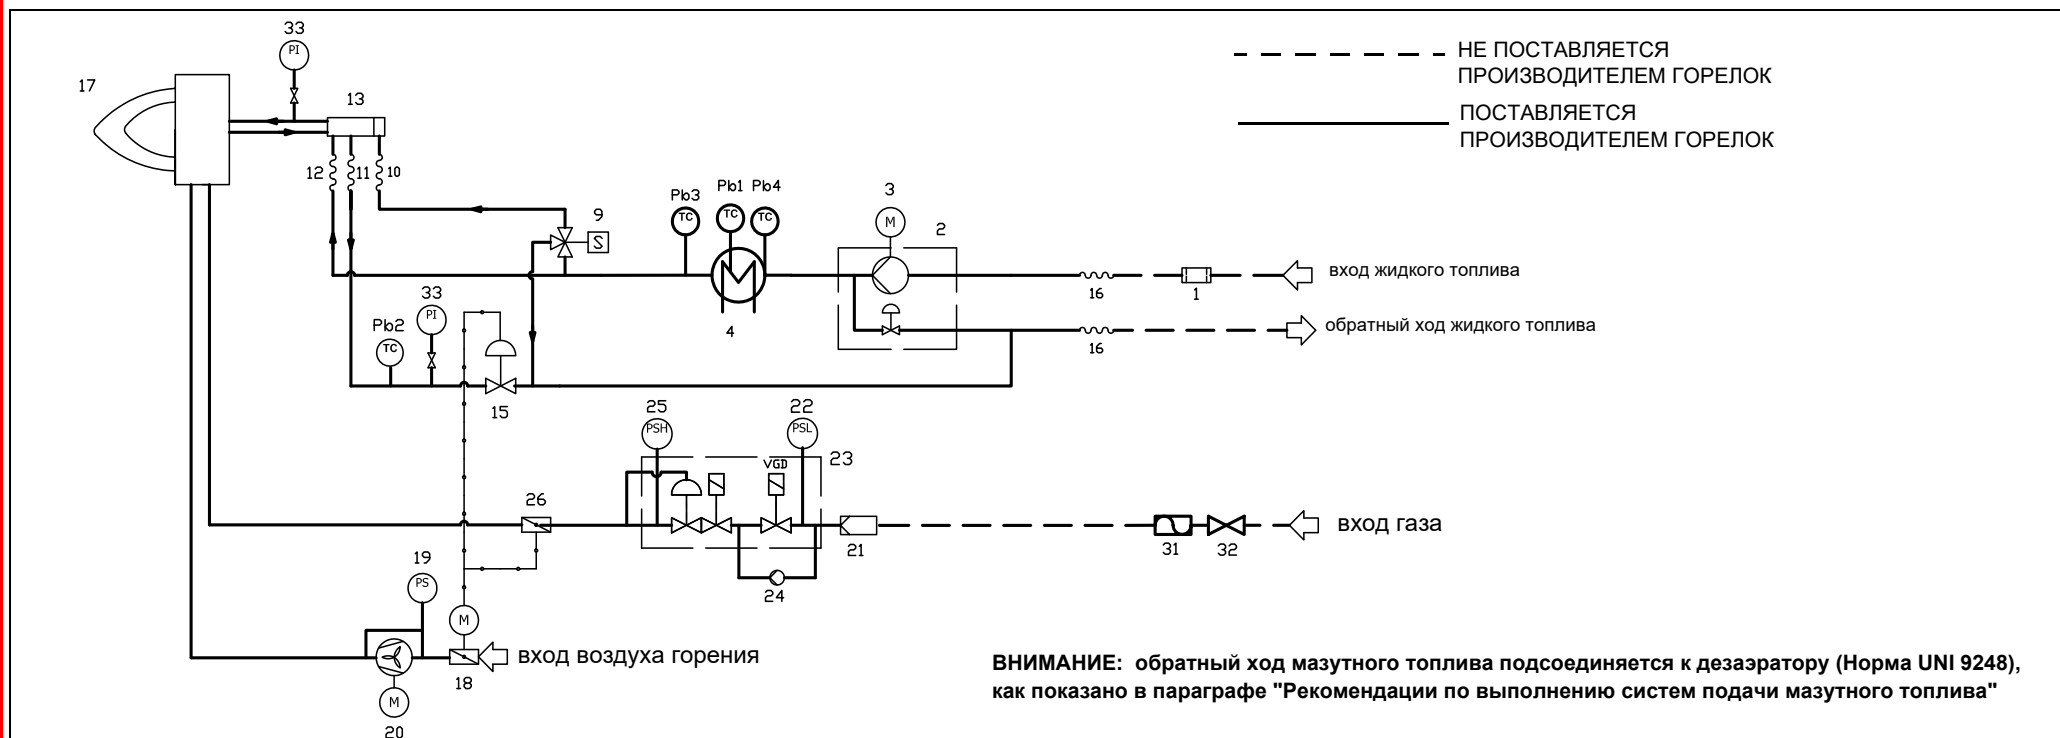 33
PI
17
13
12
11
10
НЕ ПОСТАВЛЯЕТСЯ
ПРОИЗВОДИТЕЛЕМ ГОРЕЛОК
ПОСТАВЛЯЕТСЯ
ПРОИЗВОДИТЕЛЕМ ГОРЕЛОК
Pb3
Pb1
Pb4
TC
TC
TC
3
M
2
9
S
4
16
1
вход жидкого топлива
16
обратный ход жидкого топлива
33
PI
Pb2
TC
15
25
PSH
22
PSL
VGD
23
26
21
24
31
32
вход газа
19
PS
M
18
вход воздуха горения
M
20
ВНИМАНИЕ: обратный ход мазутного топлива подсоединяется к дезаэратору (Норма UNI 9248),
как показано в параграфе "Рекомендации по выполнению систем подачи мазутного топлива"